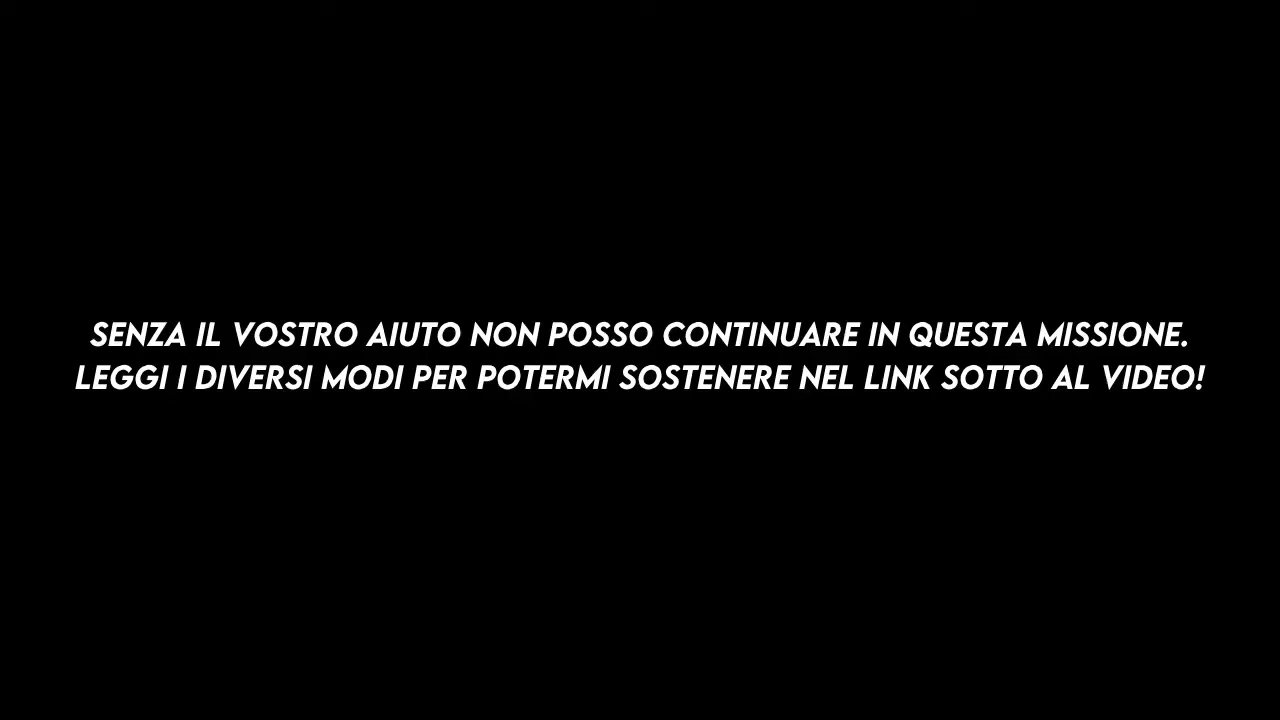 SENZA IL VOSTRO AIUTO NON POSSO CONTINUARE IN QUESTA MISSIONE.
LEGGI I DIVERSI MODI PER POTERMI SOSTENERE NEL LINK SOTTO AL VIDEO!